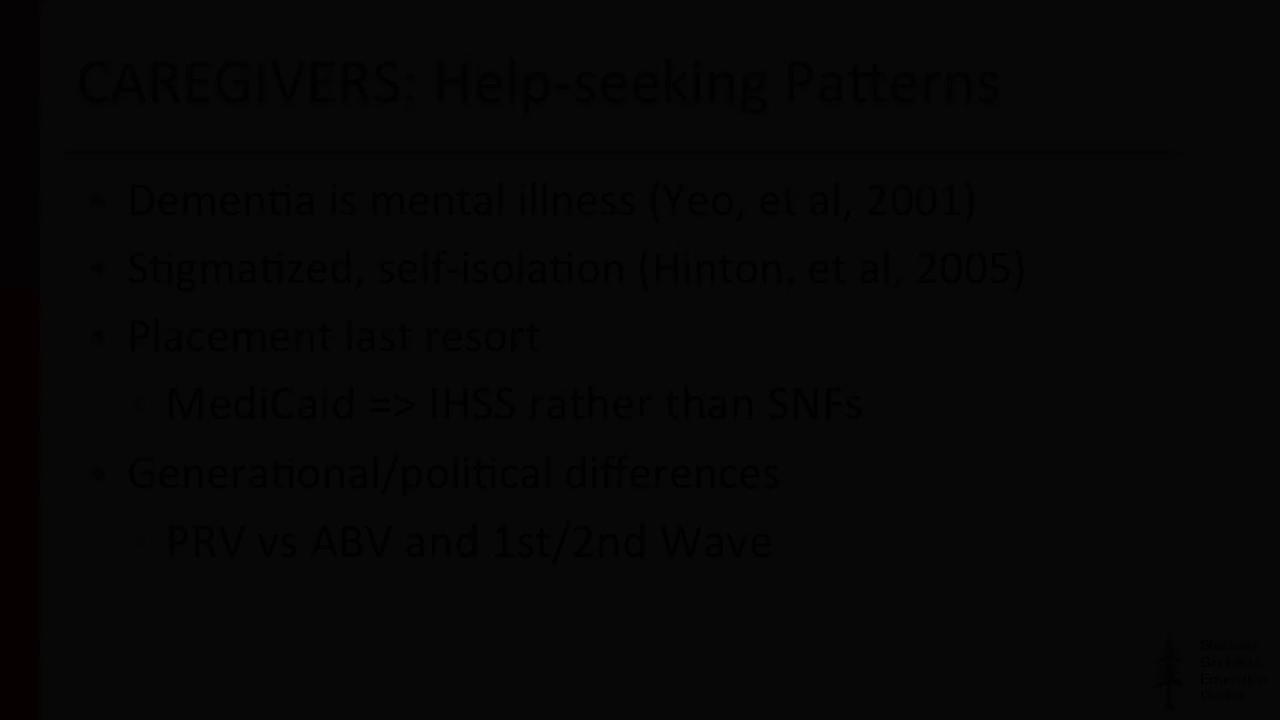 CAREGIVERS: Help-seeking Patterns
• Dementia is mental illness (Yeo, et al, 2001)
• Stigmatized, self-isolation (Hinton, et al, 2005)
• Placement last resort
◦ MediCaid => IHSS rather than SNFs
• Generational/political differences
◦ PRV vs ABV and 1st/2nd Wave